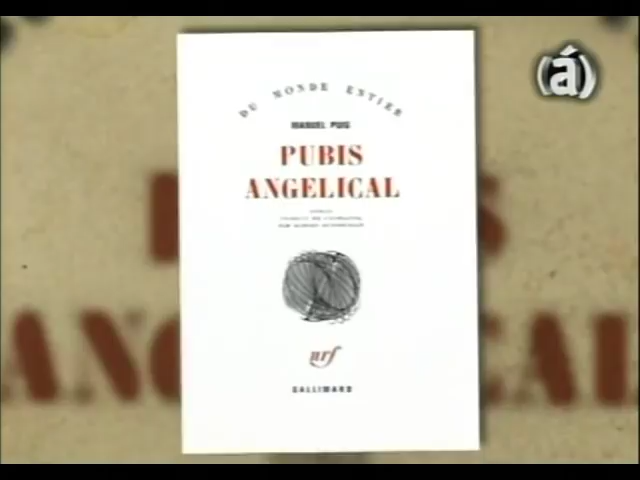 (á)
DU MONDE ENTIER
MANUEL PUIG
PUBIS
ANGELICAL
nrf
GALLIMARD